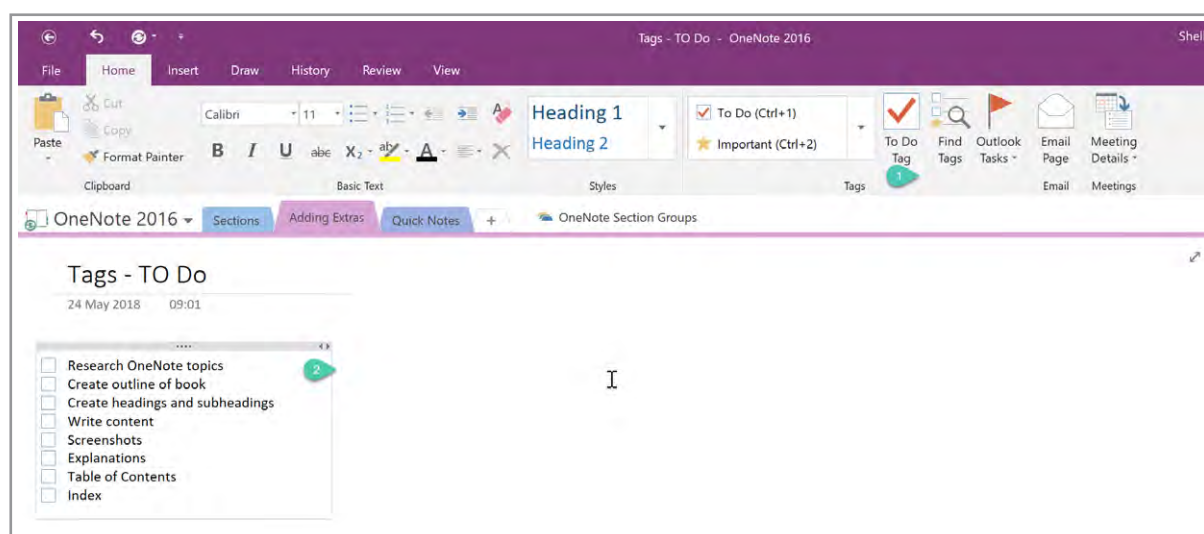 Tags - TO Do - OneNote 2016
Shell
File Home Insert Draw History Review View
Paste
Cut
Copy
Format Painter
Clipboard
Calibri 11
B I U abc X2 aby A
Basic Text
Heading 1
Heading 2
Styles
To Do (Ctrl+1)
Important (Ctrl+2)
To Do Tag
Find Tags
Outlook Tasks
Tags
1
Email Page
Email
Meeting Details
Meetings
OneNote 2016 Sections Adding Extras Quick Notes + OneNote Section Groups
Tags - TO Do
24 May 2018 09:01
Research OneNote topics
2
Create outline of book
Create headings and subheadings
Write content
Screenshots
Explanations
Table of Contents
Index